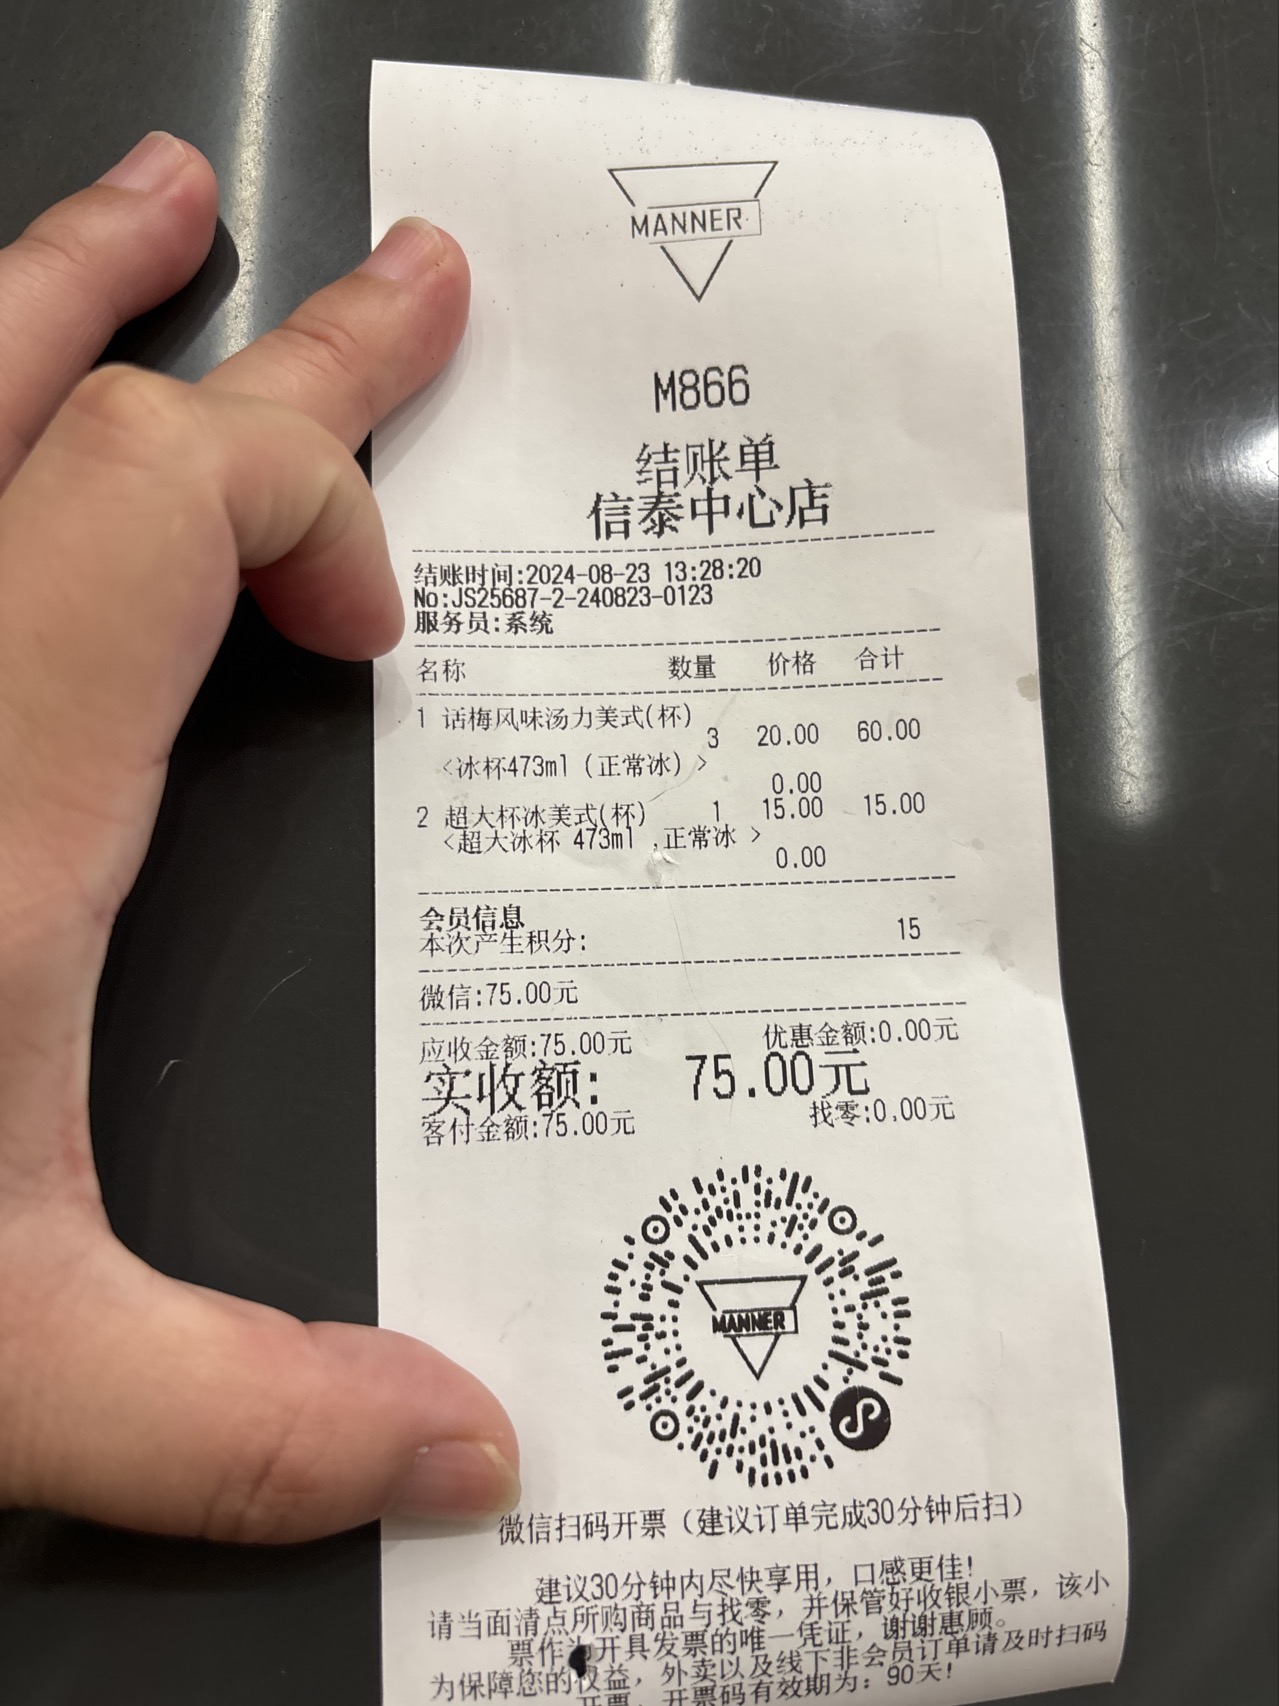 MANNER
M866
结账单
信泰中心店
结账时间:2024-08-23 13:28:20
No:JS25687-2-240823-0123
服务员:系统
名称 数量 价格 合计
1 话梅风味汤力美式(杯)
3 20.00 60.00
<冰杯473ml (正常冰)>
0.00
2 超大杯冰美式(杯) 1 15.00 15.00
<超大冰杯 473ml ,正常冰 >
0.00
会员信息
本次产生积分: 15
微信:75.00元
应收金额:75.00元 优惠金额:0.00元
实收额: 75.00元
客付金额:75.00元 找零:0.00元
MANNER
微信扫码开票（建议订单完成30分钟后扫）
建议30分钟内尽快享用，口感更佳!
请当面清点所购商品与找零，并保管好收银小票，该小
票作为开具发票的唯一凭证，谢谢惠顾。
为保障您的权益，外卖以及线下非会员订单请及时扫码
开票，开票码有效期为：90天!